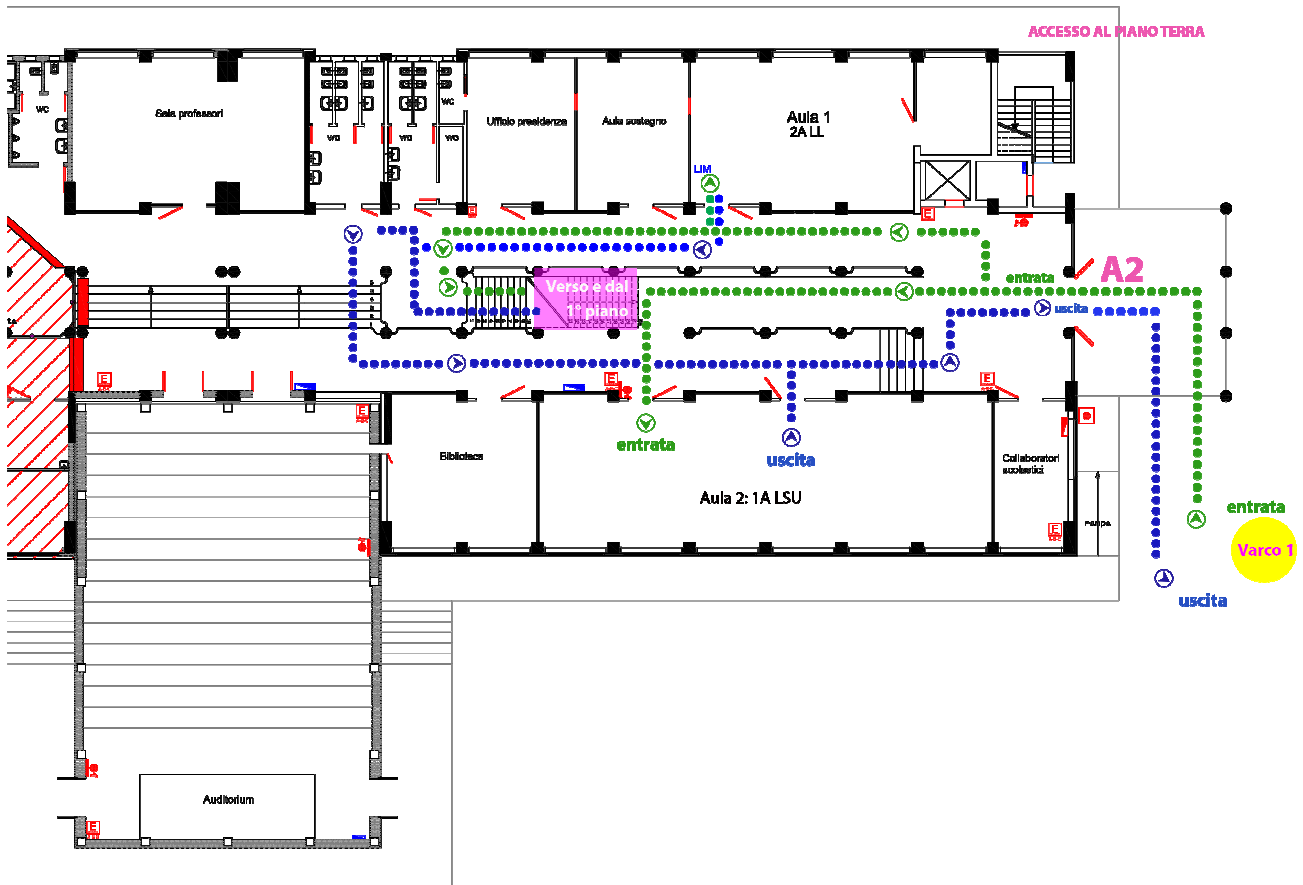 ACCESSO AL PIANO TERRA
WC
Sala professori
WC
WC
WC
WC
Ufficio presidenza
Aula sostegno
Aula 1
2A LL
LIM
E
E
entrata
A2
Verso e dal
1° piano
uscita
E
E
E
E
entrata
uscita
Biblioteca
Aula 2: 1A LSU
Collaboratori
scolastici
E
rampa
entrata
Varco 1
uscita
Auditorium
E